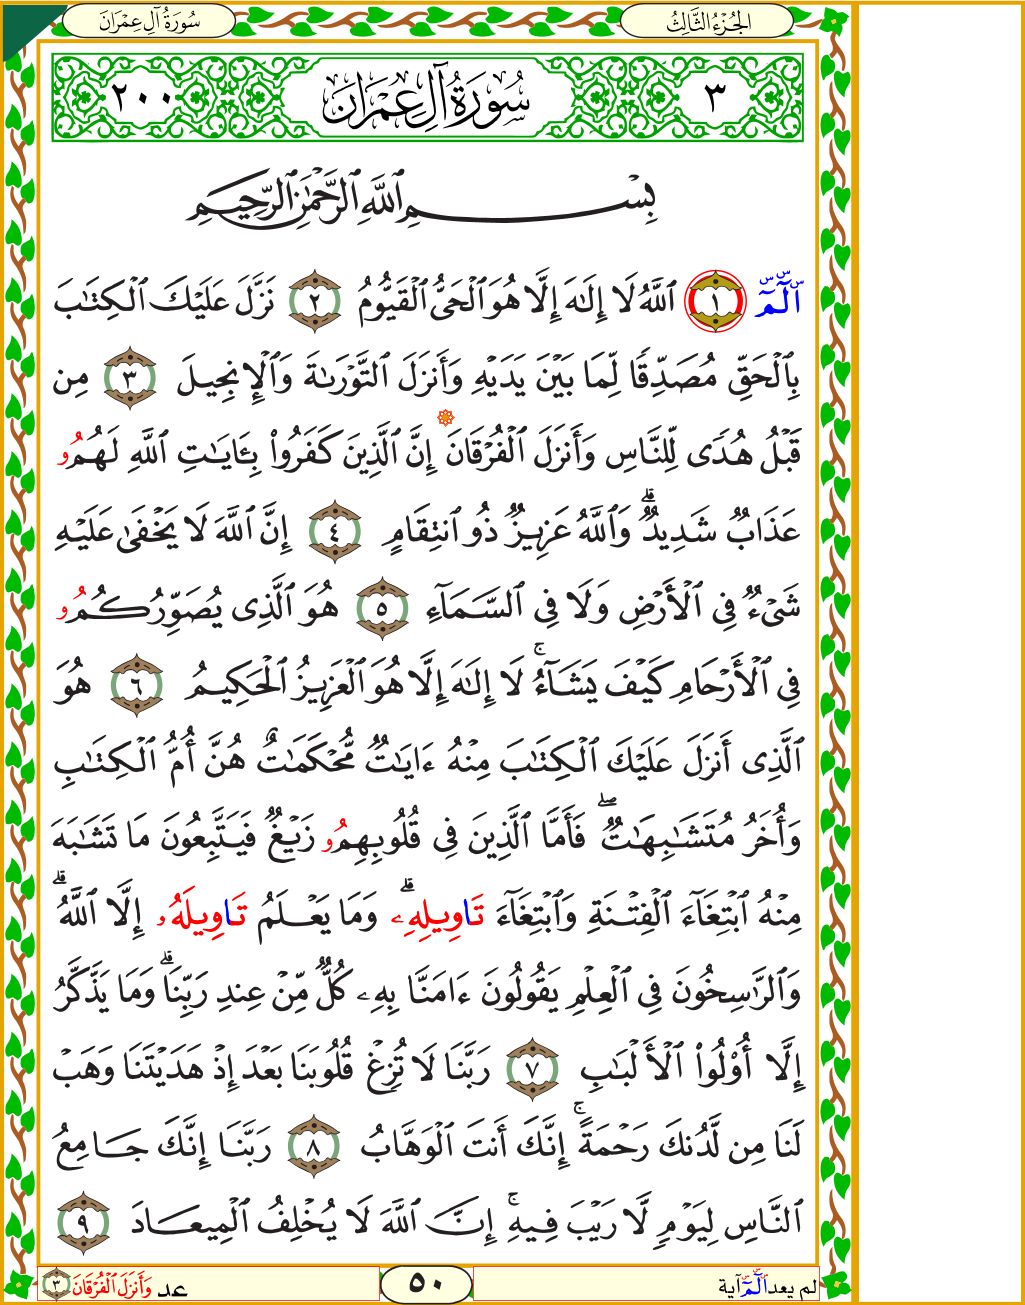 الجُزْءُ الثَّالِثُ
سُورَةُ آلِ عِمْرَانَ
٣
سُورَةُ آلِ عِمْرَانَ
٢٠٠
بِسْمِ ٱللَّهِ ٱلرَّحْمَٰنِ ٱلرَّحِيمِ
الٓمٓ ١ ٱللَّهُ لَا إِلَٰهَ إِلَّا هُوَ ٱلْحَىُّ ٱلْقَيُّومُ ٢ نَزَّلَ عَلَيْكَ ٱلْكِتَٰبَ
بِٱلْحَقِّ مُصَدِّقًا لِّمَا بَيْنَ يَدَيْهِ وَأَنزَلَ ٱلتَّوْرَىٰةَ وَٱلْإِنجِيلَ ٣ مِن
قَبْلُ هُدًى لِّلنَّاسِ وَأَنزَلَ ٱلْفُرْقَانَ ۞ إِنَّ ٱلَّذِينَ كَفَرُواْ بِـَٔايَٰتِ ٱللَّهِ لَهُمُۥ
عَذَابٌ شَدِيدٌ ۗ وَٱللَّهُ عَزِيزٌ ذُو ٱنتِقَامٍ ٤ إِنَّ ٱللَّهَ لَا يَخْفَىٰ عَلَيْهِ
شَىْءٌ فِى ٱلْأَرْضِ وَلَا فِى ٱلسَّمَآءِ ٥ هُوَ ٱلَّذِى يُصَوِّرُكُمُۥ
فِى ٱلْأَرْحَامِ كَيْفَ يَشَآءُ ۚ لَا إِلَٰهَ إِلَّا هُوَ ٱلْعَزِيزُ ٱلْحَكِيمُ ٦ هُوَ
ٱلَّذِى أَنزَلَ عَلَيْكَ ٱلْكِتَٰبَ مِنْهُ ءَايَٰتٌ مُّحْكَمَٰتٌ هُنَّ أُمُّ ٱلْكِتَٰبِ
وَأُخَرُ مُتَشَٰبِهَٰتٌ ۖ فَأَمَّا ٱلَّذِينَ فِى قُلُوبِهِمُۥ زَيْغٌ فَيَتَّبِعُونَ مَا تَشَٰبَهَ
مِنْهُ ٱبْتِغَآءَ ٱلْفِتْنَةِ وَٱبْتِغَآءَ تَاوِيلِهِۦ ۗ وَمَا يَعْلَمُ تَاوِيلَهُۥ إِلَّا ٱللَّهُ ۗ
وَٱلرَّٰسِخُونَ فِى ٱلْعِلْمِ يَقُولُونَ ءَامَنَّا بِهِۦ كُلٌّ مِّنْ عِندِ رَبِّنَا ۗ وَمَا يَذَّكَّرُ
إِلَّا أُوْلُواْ ٱلْأَلْبَٰبِ ٧ رَبَّنَا لَا تُزِغْ قُلُوبَنَا بَعْدَ إِذْ هَدَيْتَنَا وَهَبْ
لَنَا مِن لَّدُنكَ رَحْمَةً ۚ إِنَّكَ أَنتَ ٱلْوَهَّابُ ٨ رَبَّنَا إِنَّكَ جَامِعُ
ٱلنَّاسِ لِيَوْمٍ لَّا رَيْبَ فِيهِ ۚ إِنَّ ٱللَّهَ لَا يُخْلِفُ ٱلْمِيعَادَ ٩
لم يعد الٓمٓ آية
٥٠
عد وَأَنزَلَ ٱلْفُرْقَانَ ٣